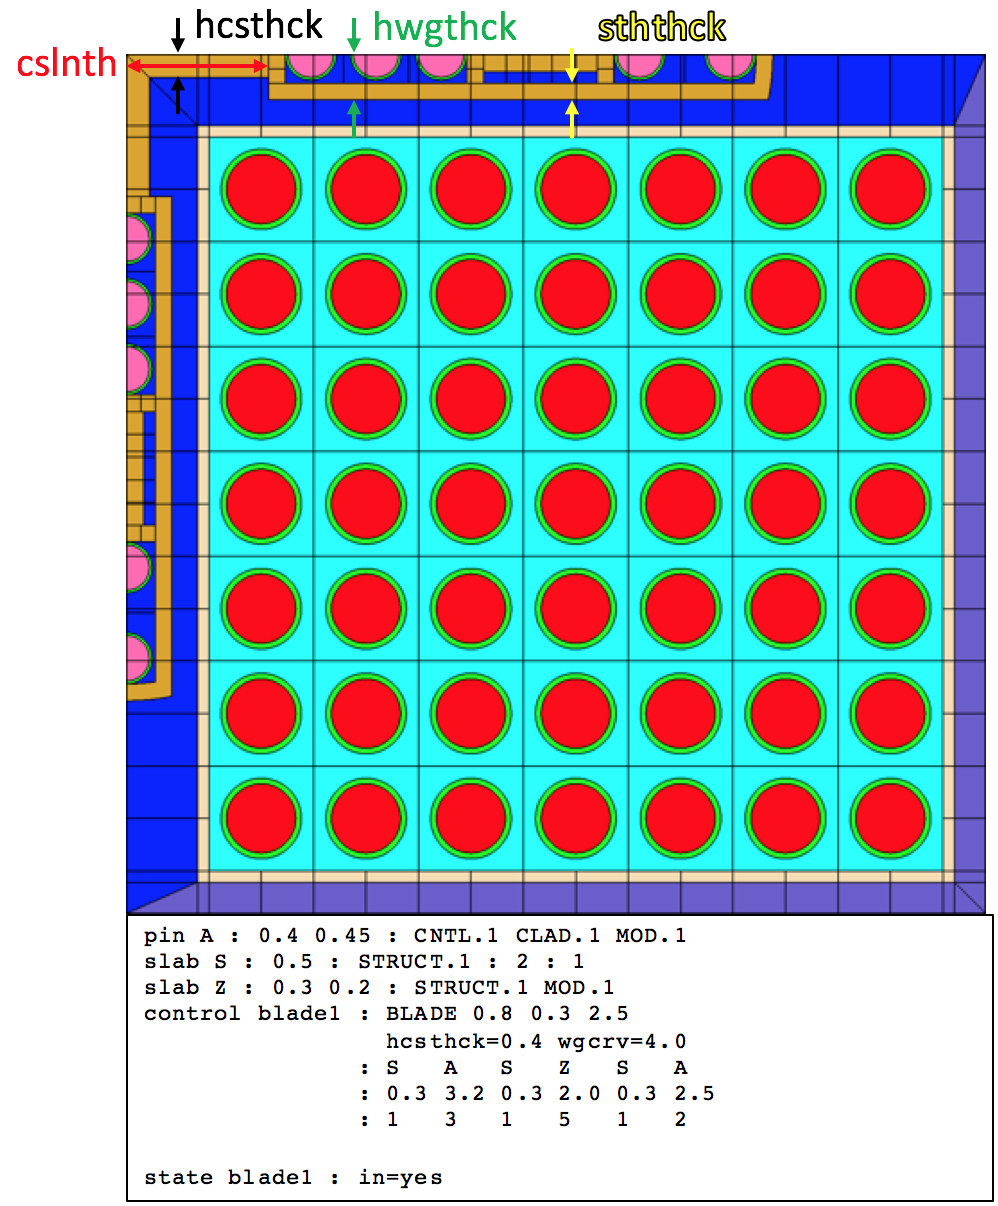 hcsthck
hwgthck
sththck
cslnth
pin A : 0.4 0.45 : CNTL.1 CLAD.1 MOD.1
slab S : 0.5 : STRUCT.1 : 2 : 1
slab Z : 0.3 0.2 : STRUCT.1 MOD.1
control blade1 : BLADE 0.8 0.3 2.5
hcsthck=0.4 wgcrv=4.0
: S A S Z S A
: 0.3 3.2 0.3 2.0 0.3 2.5
: 1 3 1 5 1 2
state blade1 : in=yes